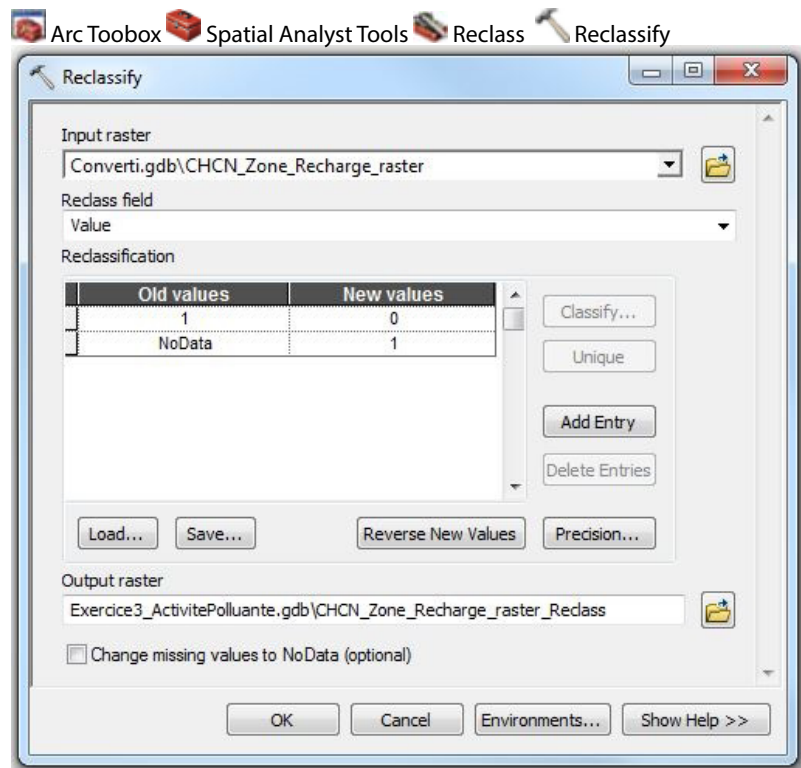 Arc Toobox Spatial Analyst Tools Reclass Reclassify
Reclassify
Input raster
Converti.gdb\CHCN_Zone_Recharge_raster
Reclass field
Value
Reclassification
Old values New values
1 0
NoData 1
Classify...
Unique
Add Entry
Delete Entries
Load... Save... Reverse New Values Precision...
Output raster
Exercice3_ActivitePolluante.gdb\CHCN_Zone_Recharge_raster_Reclass
Change missing values to NoData (optional)
OK Cancel Environments... Show Help >>